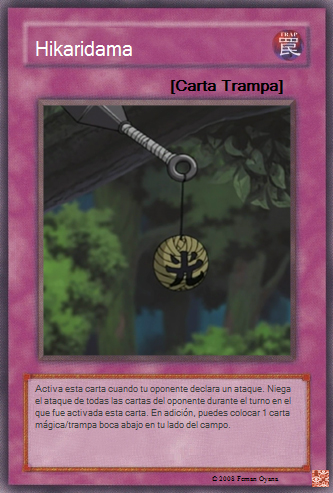 Hikaridama
TRAP
罠
[Carta Trampa]
光
Activa esta carta cuando tu oponente declara un ataque. Niega
el ataque de todas las cartas del oponente durante el turno en el
que fue activada esta carta. En adición, puedes colocar 1 carta
mágica/trampa boca abajo en tu lado del campo.
© 2008 Furnan Oyana